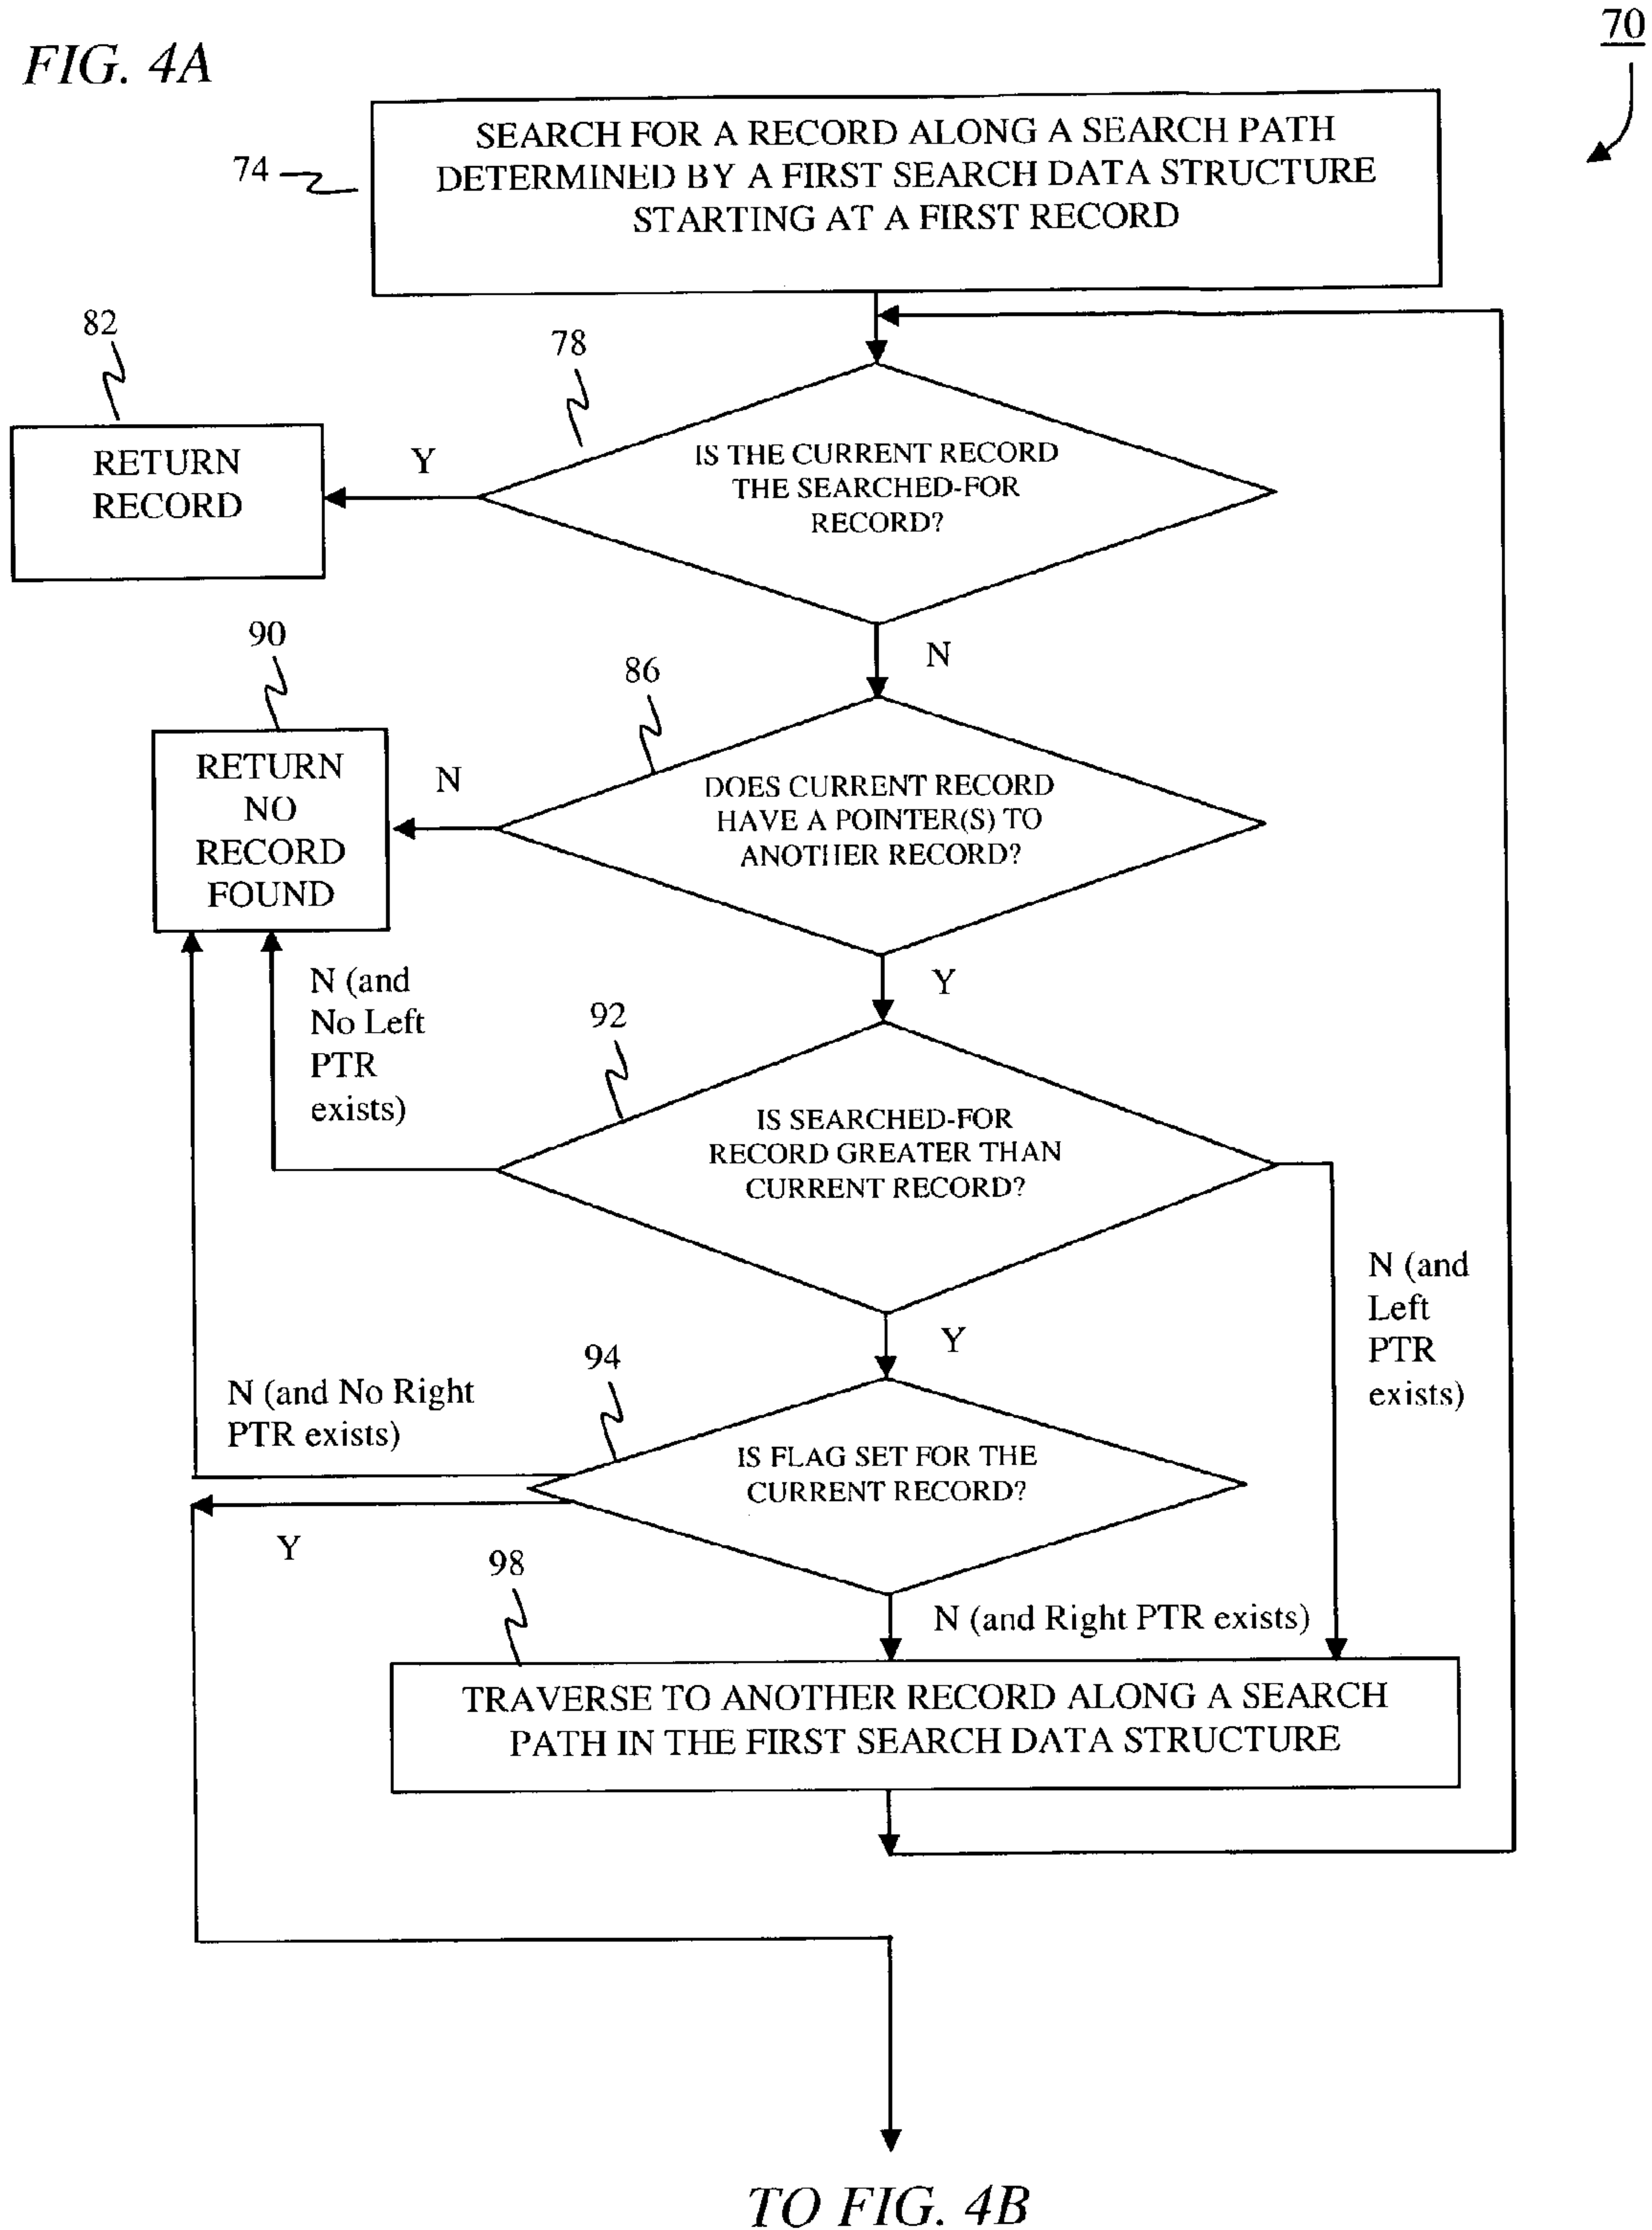 FIG. 4A
70
74
SEARCH FOR A RECORD ALONG A SEARCH PATH
DETERMINED BY A FIRST SEARCH DATA STRUCTURE
STARTING AT A FIRST RECORD
82
78
RETURN
RECORD
Y
IS THE CURRENT RECORD
THE SEARCHED-FOR
RECORD?
N
90
86
RETURN
NO
RECORD
FOUND
N
DOES CURRENT RECORD
HAVE A POINTER(S) TO
ANOTHER RECORD?
Y
N (and
No Left
PTR
exists)
92
IS SEARCHED-FOR
RECORD GREATER THAN
CURRENT RECORD?
N (and
Left
PTR
exists)
Y
94
N (and No Right
PTR exists)
IS FLAG SET FOR THE
CURRENT RECORD?
Y
98
N (and Right PTR exists)
TRAVERSE TO ANOTHER RECORD ALONG A SEARCH
PATH IN THE FIRST SEARCH DATA STRUCTURE
TO FIG. 4B